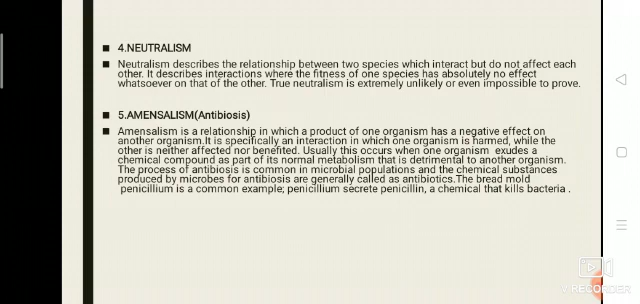 4.NEUTRALISM
Neutralism describes the relationship between two species which interact but do not affect each
other. It describes interactions where the fitness of one species has absolutely no effect
whatsoever on that of the other. True neutralism is extremely unlikely or even impossible to prove.
5.AMENSALISM(Antibiosis)
Amensalism is a relationship in which a product of one organism has a negative effect on
another organism.It is specifically an interaction in which one organism is harmed, while the
other is neither affected nor benefited. Usually this occurs when one organism exudes a
chemical compound as part of its normal metabolism that is detrimental to another organism.
The process of antibiosis is common in microbial populations and the chemical substances
produced by microbes for antibiosis are generally called as antibiotics.The bread mold
penicillium is a common example; penicillium secrete penicillin, a chemical that kills bacteria .
V RECORDER